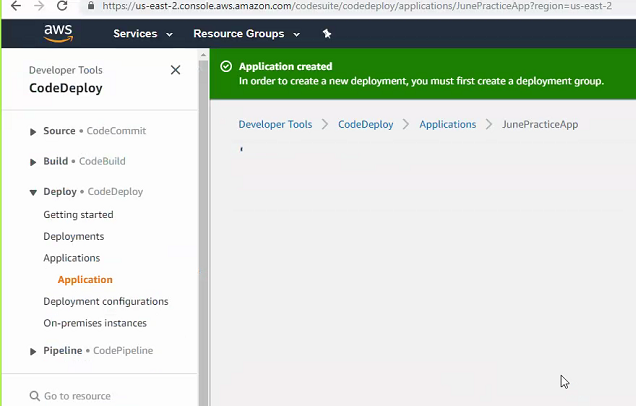 https://us-east-2.console.aws.amazon.com/codesuite/codedeploy/applications/JunePracticeApp?region=us-east-2
aws Services Resource Groups
Developer Tools
CodeDeploy
Source • CodeCommit
Build • CodeBuild
Deploy • CodeDeploy
Getting started
Deployments
Applications
Application
Deployment configurations
On-premises instances
Pipeline • CodePipeline
Go to resource
Application created
In order to create a new deployment, you must first create a deployment group.
Developer Tools > CodeDeploy > Applications > JunePracticeApp